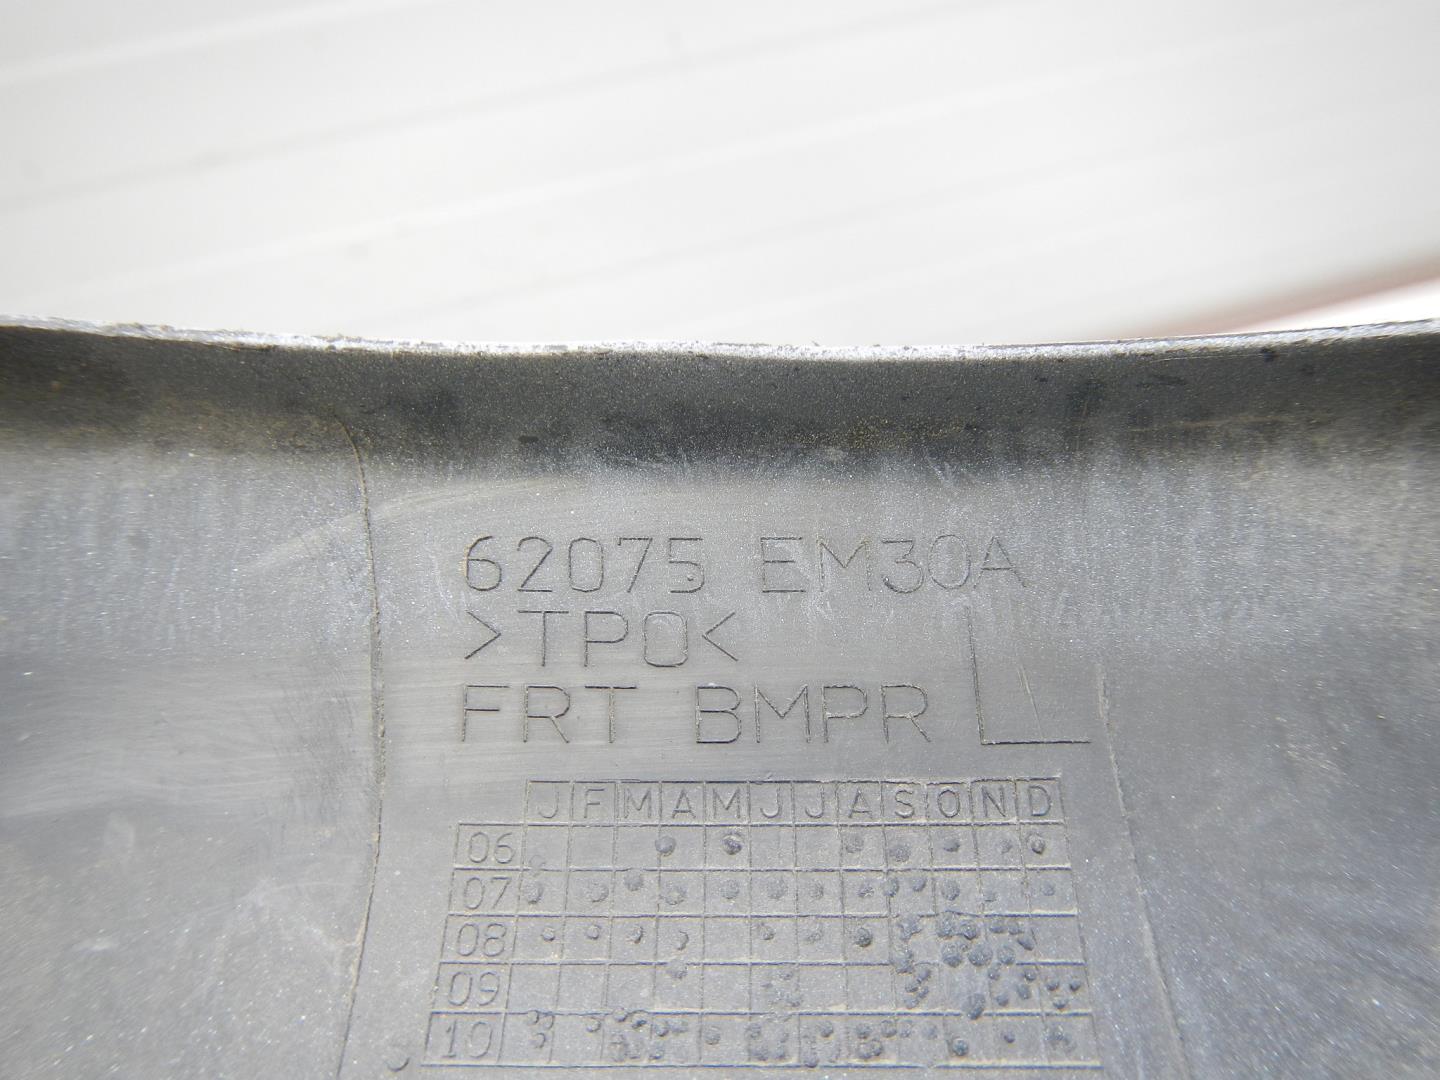 62075 EM30A
>TPO<
FRT BMPR L
J F M A M J J A S O N D
06
07
08
09
10